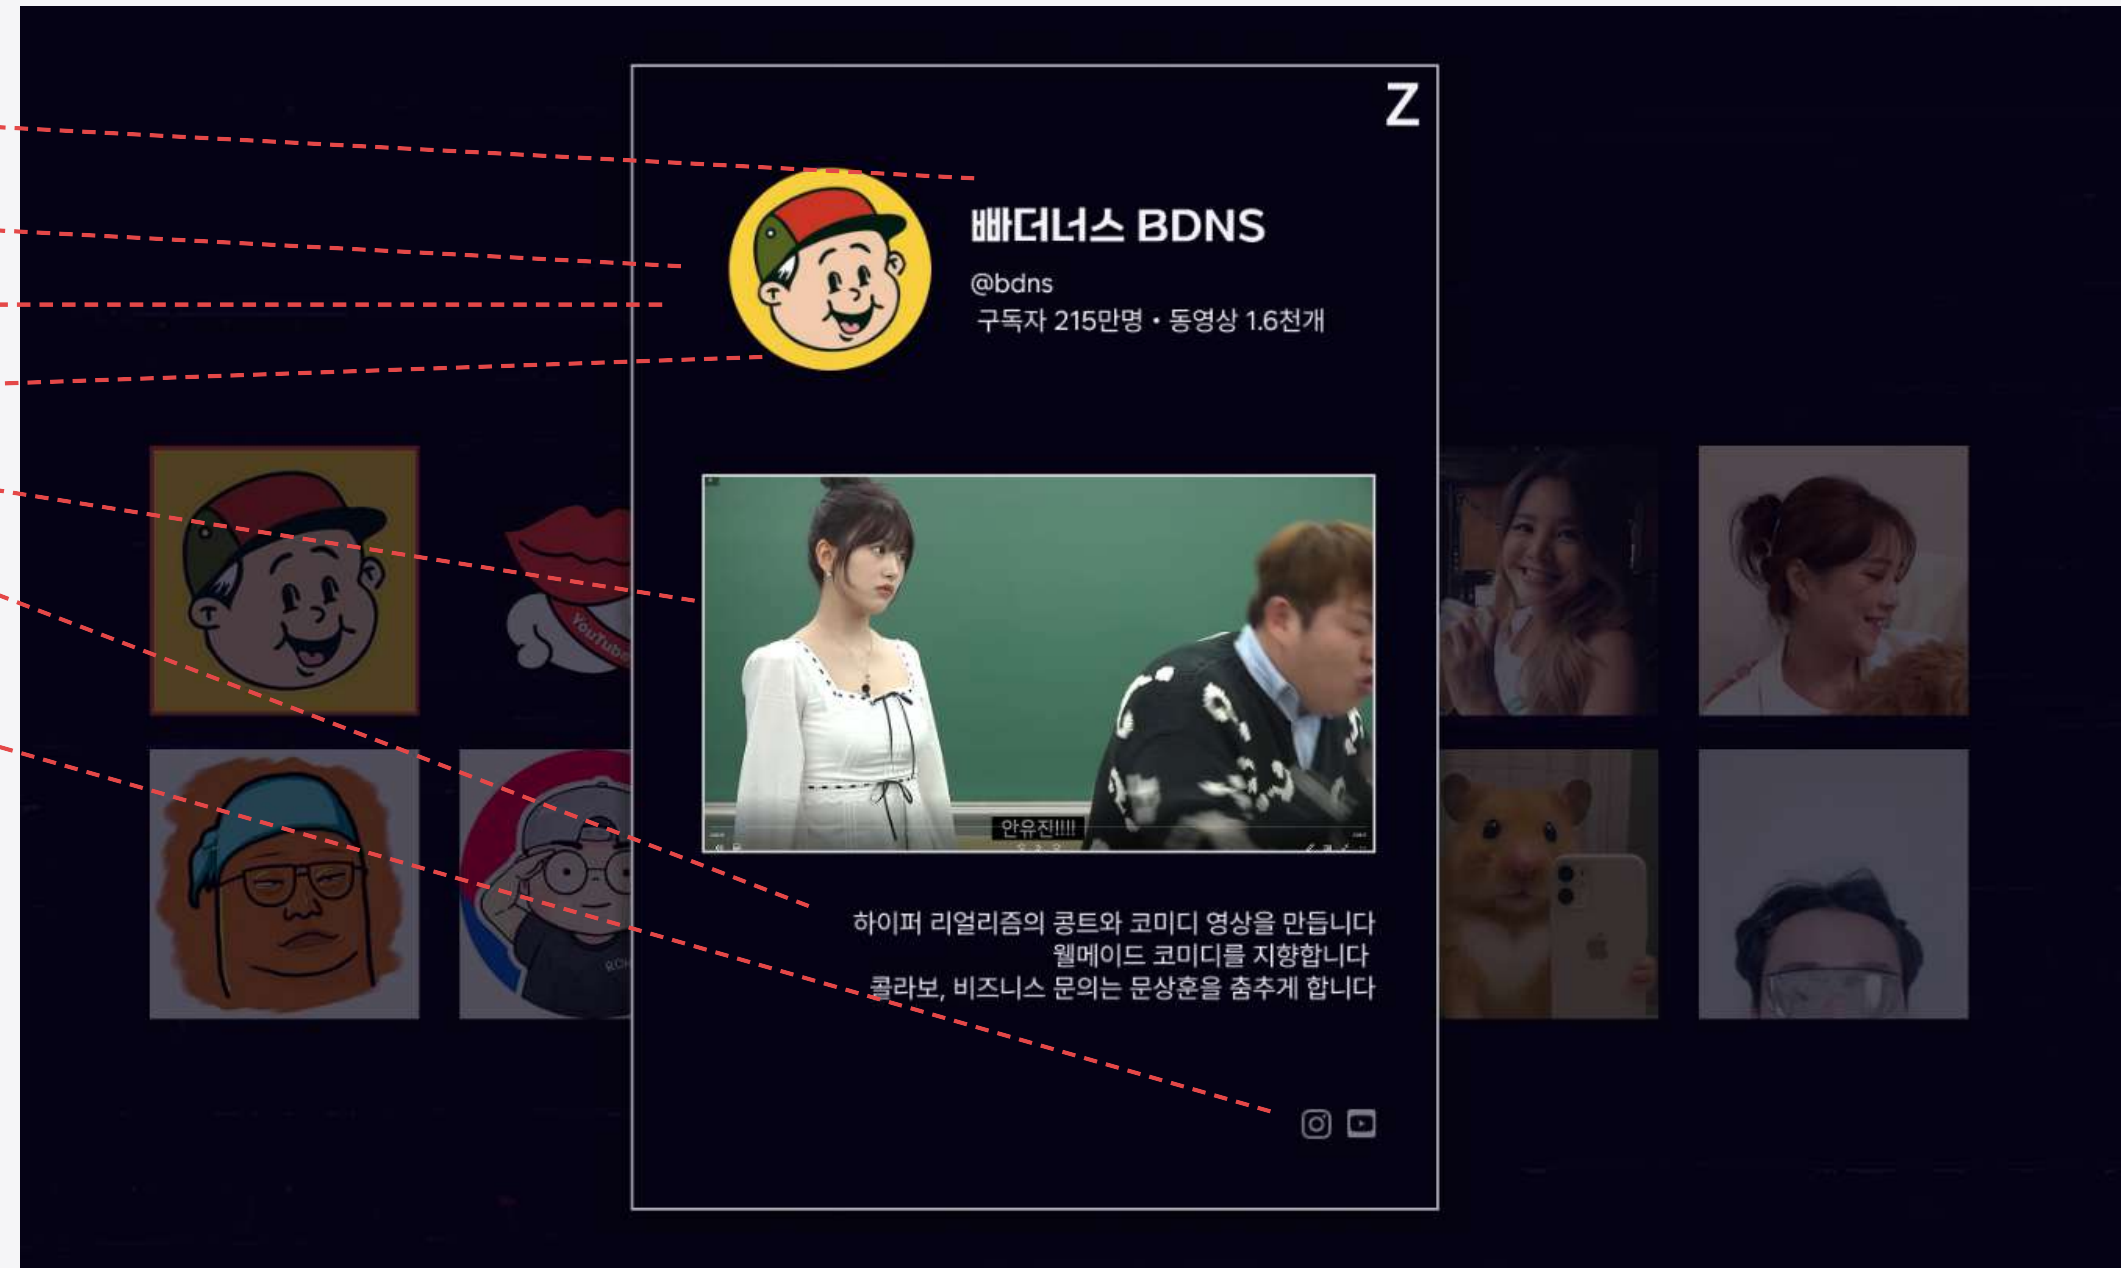 Z
빠더너스 BDNS
@bdns
구독자 215만명 • 동영상 1.6천개
YouTube
안유진!!!!
하이퍼 리얼리즘의 콩트와 코미디 영상을 만듭니다
웰메이드 코미디를 지향합니다
콜라보, 비즈니스 문의는 문상훈을 춤추게 합니다